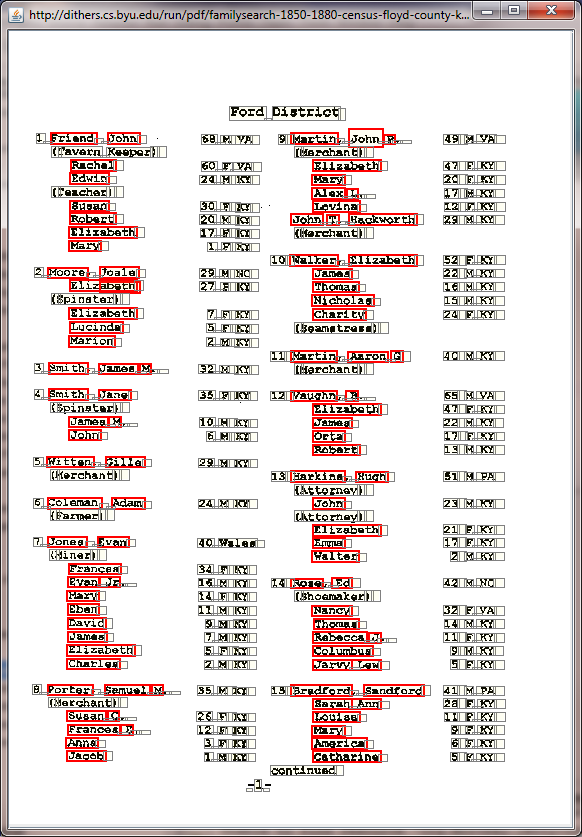 http://dithers.cs.byu.edu/run/pdf/familysearch-1850-1880-census-floyd-county-k...
Ford District
1 Friend, John 68 M VA
(Tavern Keeper)
Rachel 60 F VA
Edwin 24 M KY
(Teacher)
Susan 30 F KY
Robert 20 M KY
Elizabeth 17 F KY
Mary 1 F KY
2 Moore, Joale 29 M NC
Elizabeth 27 F KY
(Spinster)
Elizabeth 7 F KY
Lucinda 5 F KY
Marion 2 M KY
3 Smith, James M. 32 M KY
4 Smith, Jane 35 F KY
(Spinster)
James M. 10 M KY
John 6 M KY
5 Witten, Gille 29 M KY
(Merchant)
6 Coleman, Adam 24 M KY
(Farmer)
7 Jones, Evan 40 Wales
(Miner)
Frances 34 F KY
Evan Jr. 16 M KY
Mary 14 F KY
Eben 11 M KY
David 9 M KY
James 7 M KY
Elizabeth 5 F KY
Charles 2 M KY
8 Porter, Samuel M. 35 M KY
(Merchant)
Susan C. 26 F KY
Frances E. 12 F KY
Anna 3 F KY
Jacob 1 M KY
9 Martin, John P. 49 M VA
(Merchant)
Elizabeth 47 F KY
Mary 20 F KY
Alex L. 17 M KY
Levina 12 F KY
John T. Hackworth 29 M KY
(Merchant)
10 Walker, Elizabeth 52 F KY
James 22 M KY
Thomas 16 M KY
Nicholas 15 M KY
Charity 24 F KY
(Seamstress)
11 Martin, Aaron G 40 M KY
(Merchant)
12 Vaughn, B. 65 M VA
Elizabeth 47 F KY
James 22 M KY
Orta 17 F KY
Robert 13 M KY
13 Harkins, Hugh 51 M PA
(Attorney)
John 23 M KY
(Attorney)
Elizabeth 21 F KY
Emma 17 F KY
Walter 2 M KY
14 Rose, Ed 42 M NC
(Shoemaker)
Nancy 32 F VA
Thomas 14 M KY
Rebecca J. 11 F KY
Columbus 9 M KY
Jarvy Lew 5 F KY
15 Bradford, Sandford 41 M PA
Sarah Ann 28 F KY
Louisa 11 F KY
Mary 9 F KY
America 6 F KY
Catharine 5 F KY
continued
-1-